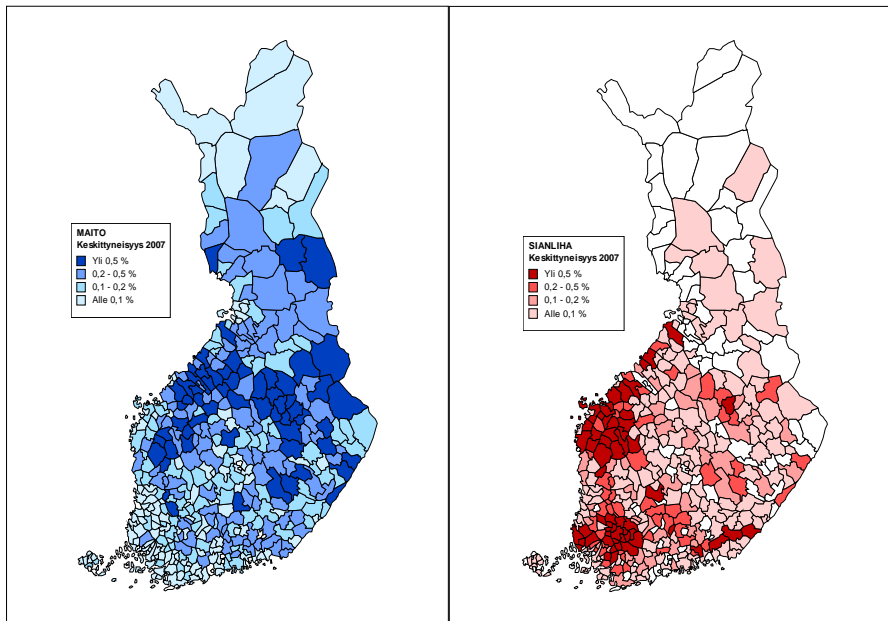 MAITO
Keskittyneisyys 2007
Yli 0,5 %
0,2 - 0,5 %
0,1 - 0,2 %
Alle 0,1 %
SIANLIHA
Keskittyneisyys 2007
Yli 0,5 %
0,2 - 0,5 %
0,1 - 0,2 %
Alle 0,1 %